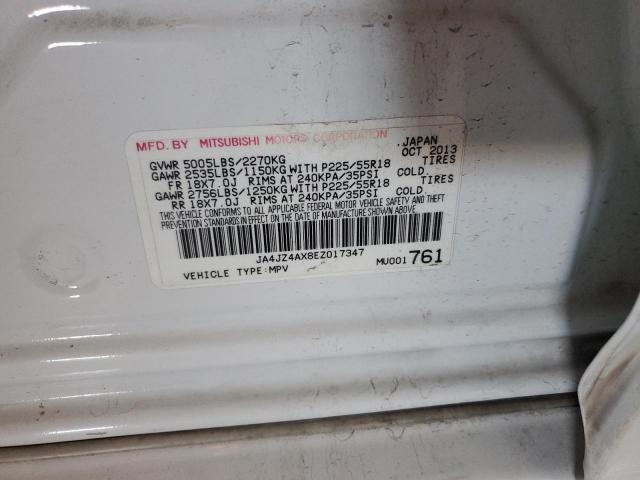 MFD. BY MITSUBISHI MOTORS CORPORATION JAPAN
GVWR 5005LBS/2270KG OCT 2013
GAWR 2535LBS/1150KG WITH P225/55R18 TIRES
FR 18X7.0J RIMS AT 240KPA/35PSI COLD.
GAWR 2756LBS/1250KG WITH P225/55R18 TIRES
RR 18X7.0J RIMS AT 240KPA/35PSI COLD.
THIS VEHICLE CONFORMS TO ALL APPLICABLE FEDERAL MOTOR VEHICLE SAFETY AND THEFT PREVENTION
STANDARDS IN EFFECT ON THE DATE OF MANUFACTURE SHOWN ABOVE.
JA4JZ4AX8EZ017347
VEHICLE TYPE:MPV MU001761